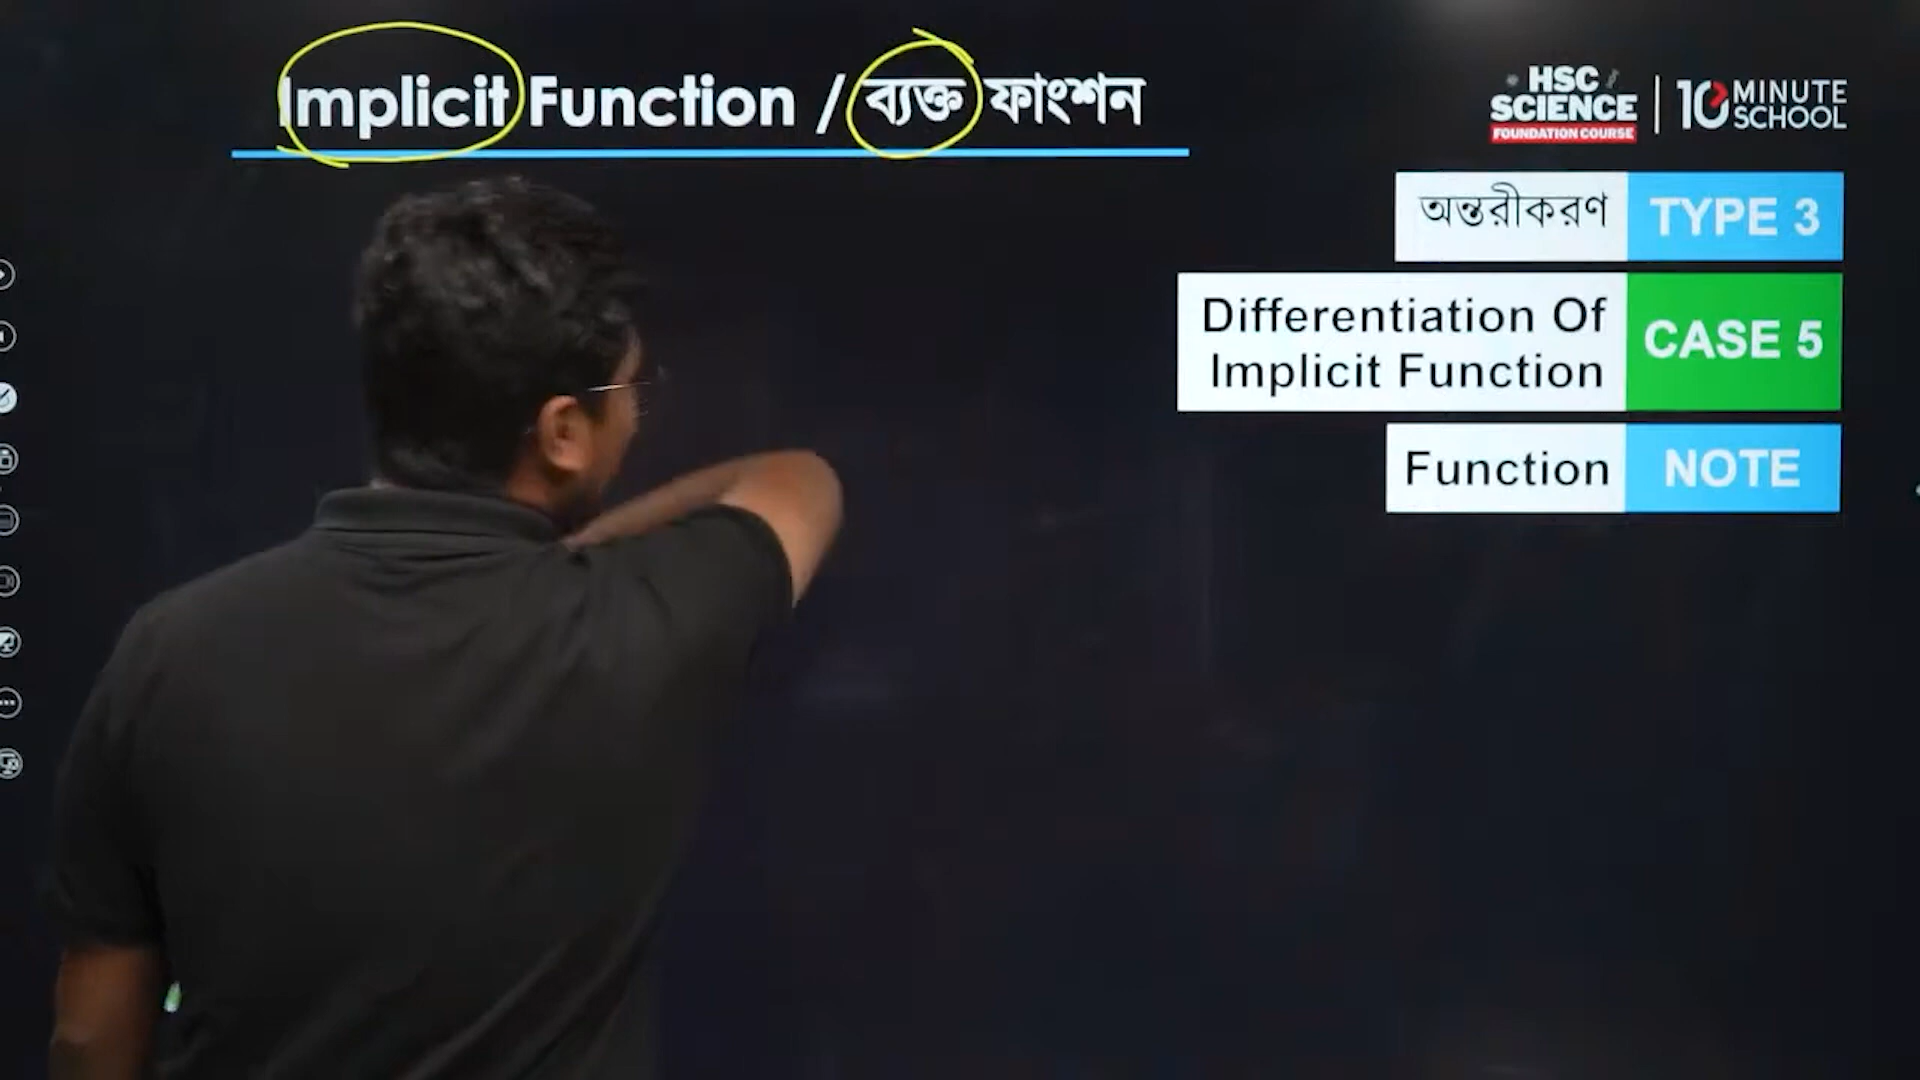 Implicit Function / ব্যক্ত ফাংশন
HSC
SCIENCE
FOUNDATION COURSE
10 MINUTE
SCHOOL
অন্তরীকরণ TYPE 3
Differentiation Of
Implicit Function
CASE 5
Function NOTE